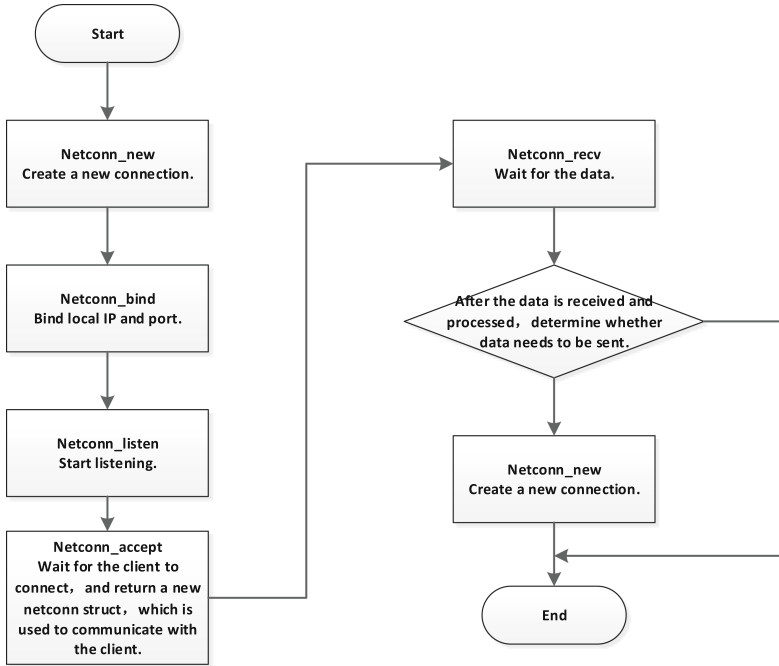 Start
Netconn_new
Create a new connection.
Netconn_bind
Bind local IP and port.
Netconn_listen
Start listening.
Netconn_accept
Wait for the client to
connect，and return a new
netconn struct，which is
used to communicate with
the client.
Netconn_recv
Wait for the data.
After the data is received and
processed，determine whether
data needs to be sent.
Netconn_new
Create a new connection.
End